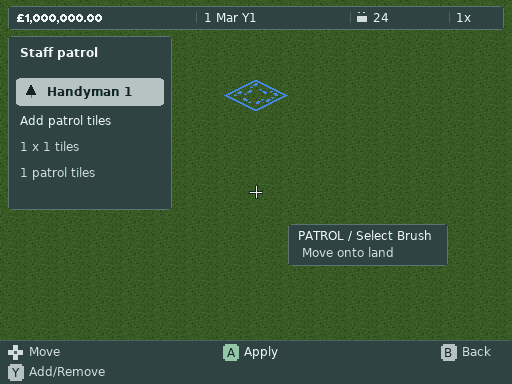 £1,000,000.00
1 Mar Y1
24
1x
Staff patrol
Handyman 1
Add patrol tiles
1 x 1 tiles
1 patrol tiles
PATROL / Select Brush
Move onto land
Move
A Apply
B Back
Y Add/Remove